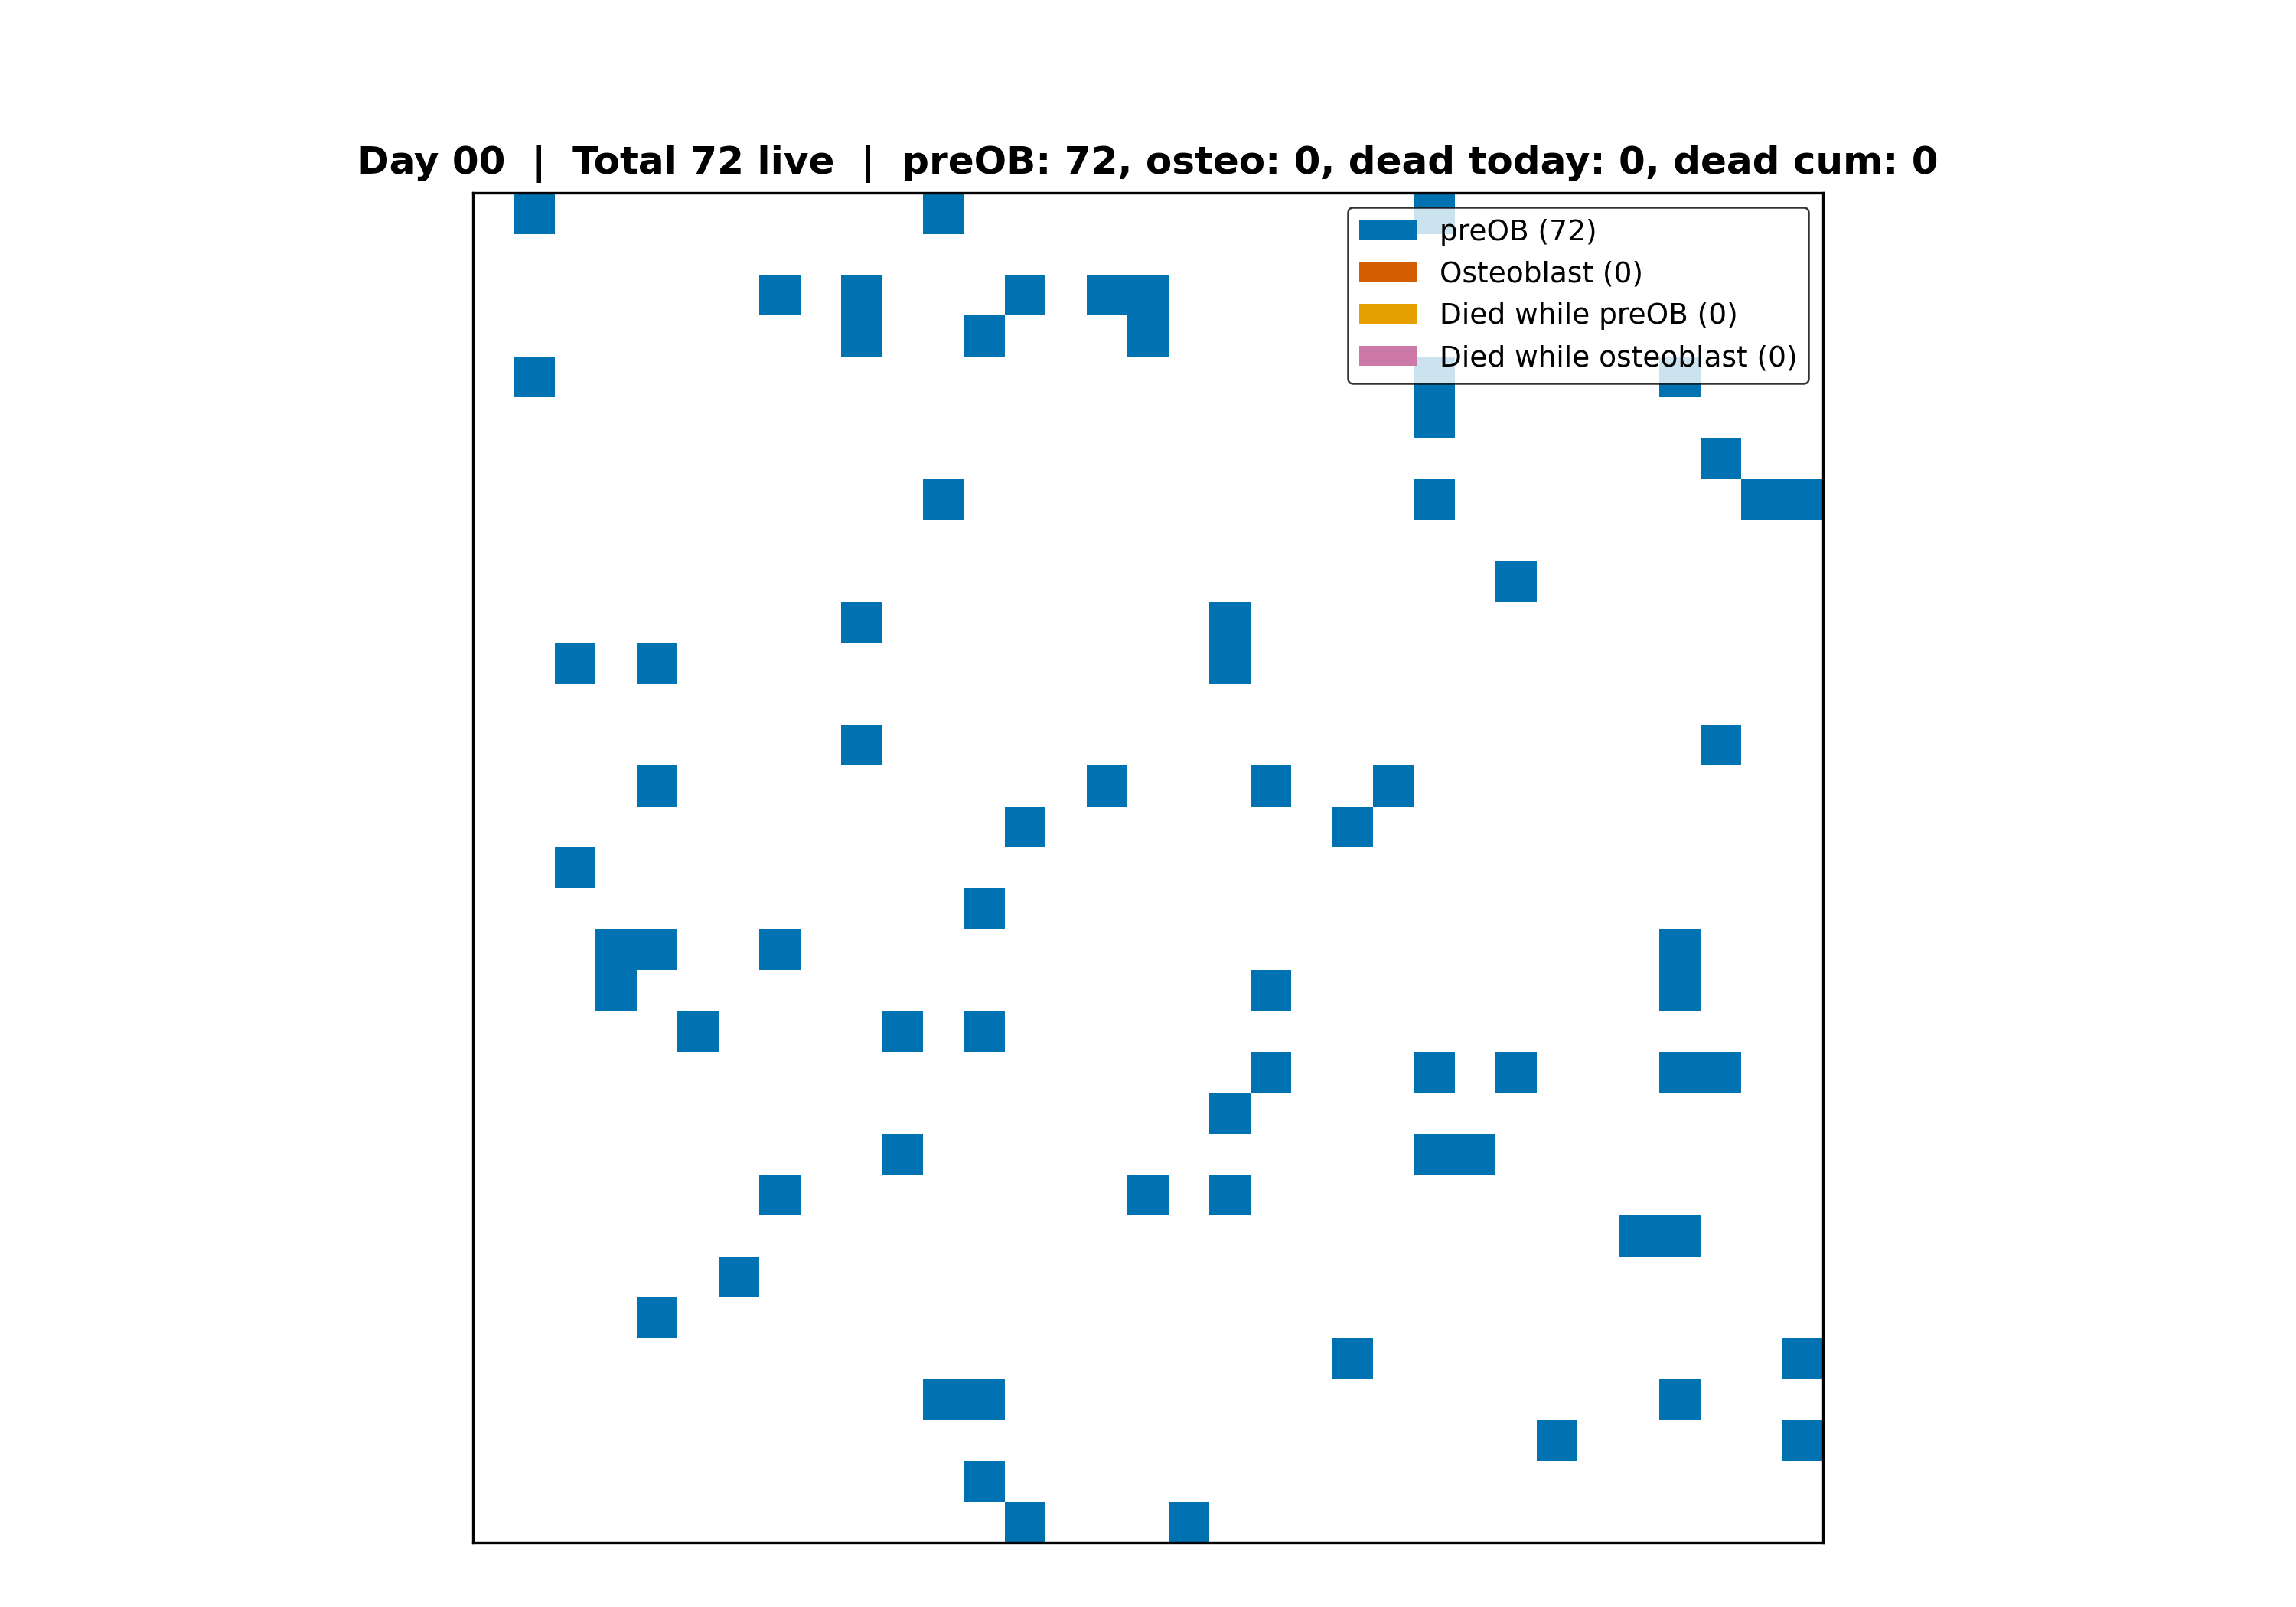 Day 00 | Total 72 live | preOB: 72, osteo: 0, dead today: 0, dead cum: 0
preOB (72)
Osteoblast (0)
Died while preOB (0)
Died while osteoblast (0)